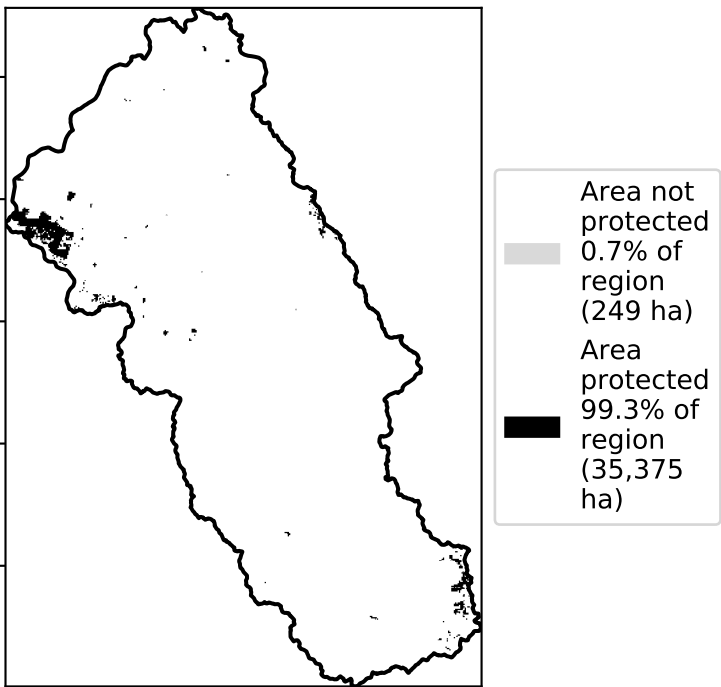 Area not
protected
0.7% of
region
(249 ha)
Area
protected
99.3% of
region
(35,375
ha)